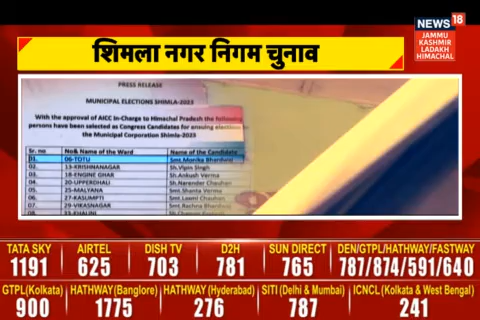 NEWS 18
JAMMU
KASHMIR
LADAKH
HIMACHAL
शिमला नगर निगम चुनाव
PRESS RELEASE
MUNICIPAL ELECTIONS SHIMLA-2023
With the approval of AICC In-Charge to Himachal Pradesh the following
persons have been selected as Congress Candidates for ensuing election
the Municipal Corporation Shimla-2023
Sr. no No& Name of the Ward Name of the Candidate
01. 06-TOTU Smt.Monika Bhardwaj
02. 13-KRISHNANAGAR Sh.Vipin Singh
03. 18-ENGINE GHAR Sh.Ankush Verma
04. 20-UPPERDHALI Sh.Narender Chauhan
05. 25-MALYANA Smt.Shanta Verma
06. 27-KASUMPTI Smt.Laxmi Chauhan
07. 29-VIKASNAGAR Smt.Rachna Bhardwaj
TATA SKY AIRTEL DISH TV D2H SUN DIRECT DEN/GTPL/HATHWAY/FASTWAY
1191 625 703 781 765 787/874/591/640
GTPL(Kolkata) HATHWAY(Banglore) HATHWAY (Hyderabad) SITI (Delhi & Mumbai) ICNCL (Kolkata & West Bengal)
900 1775 276 787 241